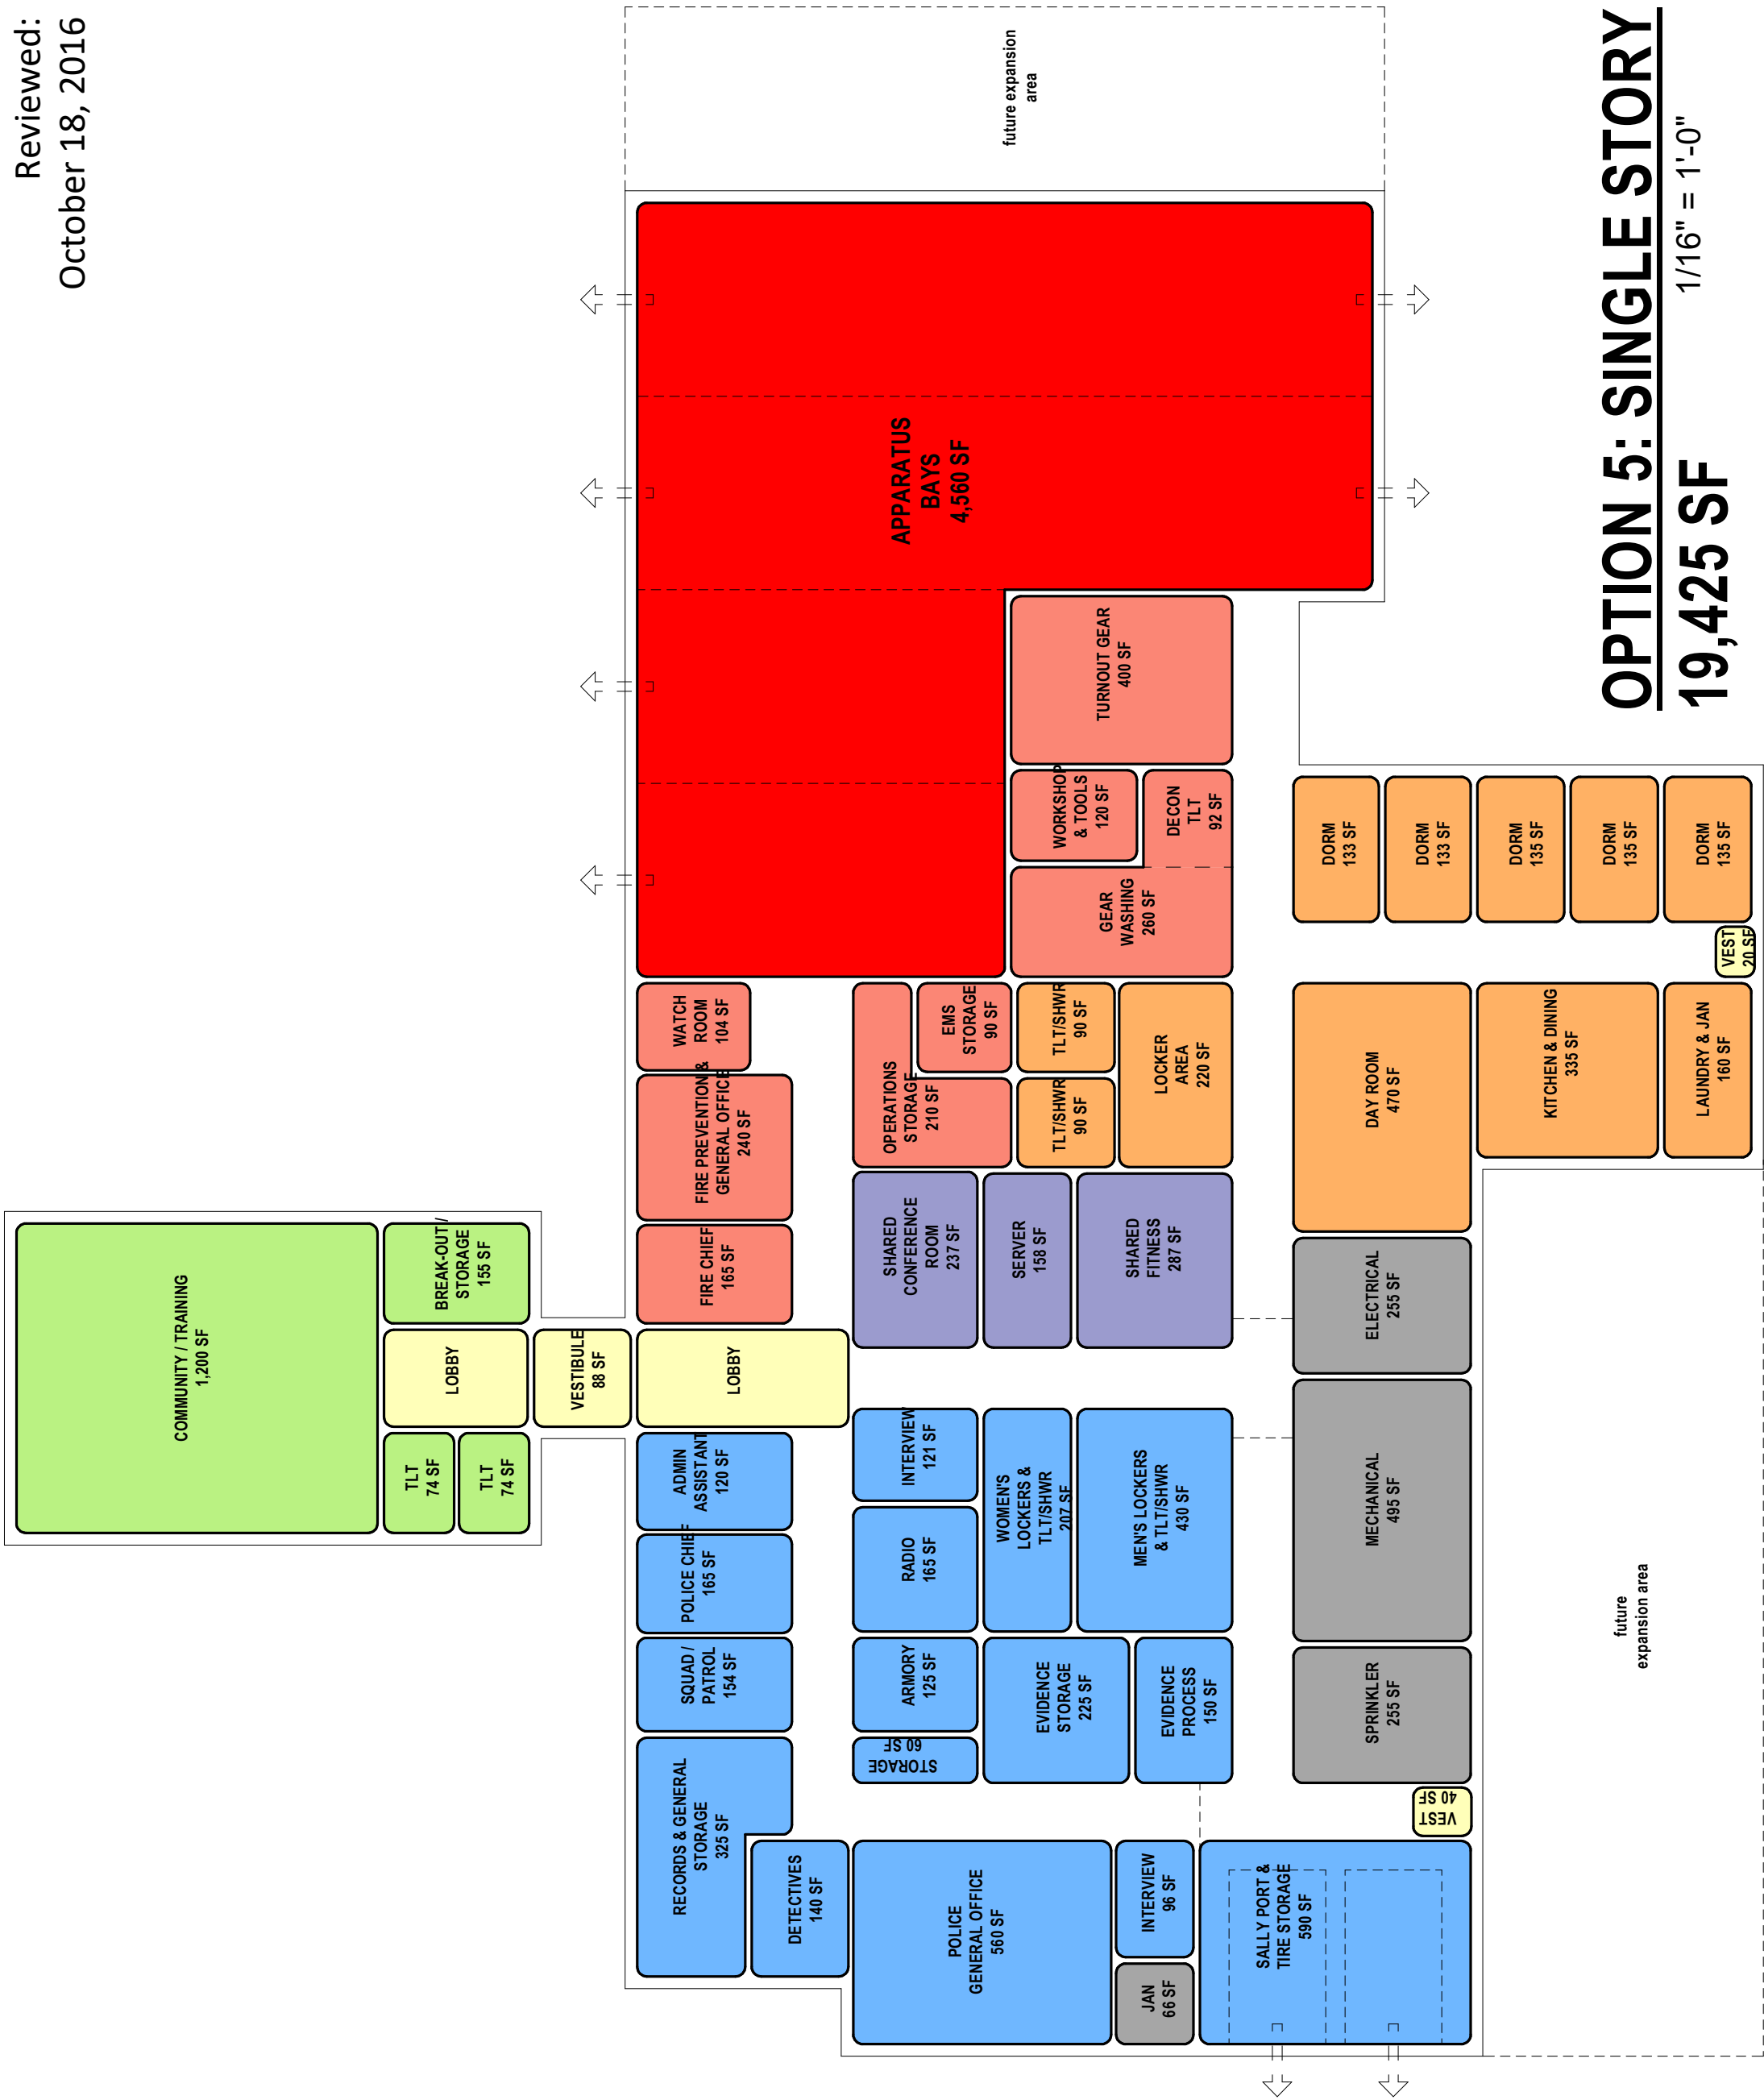 Reviewed:
October 18, 2016
COMMUNITY / TRAINING
1,200 SF
TLT
74 SF
TLT
74 SF
LOBBY
BREAK-OUT /
STORAGE
155 SF
VESTIBULE
88 SF
RECORDS & GENERAL
STORAGE
325 SF
SQUAD /
PATROL
154 SF
POLICE CHIEF
165 SF
ADMIN
ASSISTANT
120 SF
LOBBY
FIRE CHIEF
165 SF
FIRE PREVENTION &
GENERAL OFFICE
240 SF
WATCH
ROOM
104 SF
APPARATUS
BAYS
4,560 SF
future expansion
area
DETECTIVES
140 SF
POLICE
GENERAL OFFICE
560 SF
STORAGE
60 SF
ARMORY
125 SF
RADIO
165 SF
INTERVIEW
121 SF
SHARED
CONFERENCE
ROOM
237 SF
OPERATIONS
STORAGE
210 SF
EMS
STORAGE
90 SF
EVIDENCE
STORAGE
225 SF
WOMEN'S
LOCKERS &
TLT/SHWR
207 SF
SERVER
158 SF
TLT/SHWR
90 SF
TLT/SHWR
90 SF
GEAR
WASHING
260 SF
WORKSHOP
& TOOLS
120 SF
TURNOUT GEAR
400 SF
JAN
66 SF
INTERVIEW
96 SF
EVIDENCE
PROCESS
150 SF
MEN'S LOCKERS
& TLT/SHWR
430 SF
SHARED
FITNESS
287 SF
LOCKER
AREA
220 SF
DECON
TLT
92 SF
SALLY PORT &
TIRE STORAGE
590 SF
VEST
40 SF
SPRINKLER
255 SF
MECHANICAL
495 SF
ELECTRICAL
255 SF
DAY ROOM
470 SF
DORM
133 SF
DORM
133 SF
KITCHEN & DINING
335 SF
DORM
135 SF
DORM
135 SF
LAUNDRY & JAN
160 SF
VEST
20 SF
DORM
135 SF
future
expansion area
OPTION 5: SINGLE STORY
19,425 SF
1/16" = 1'-0"